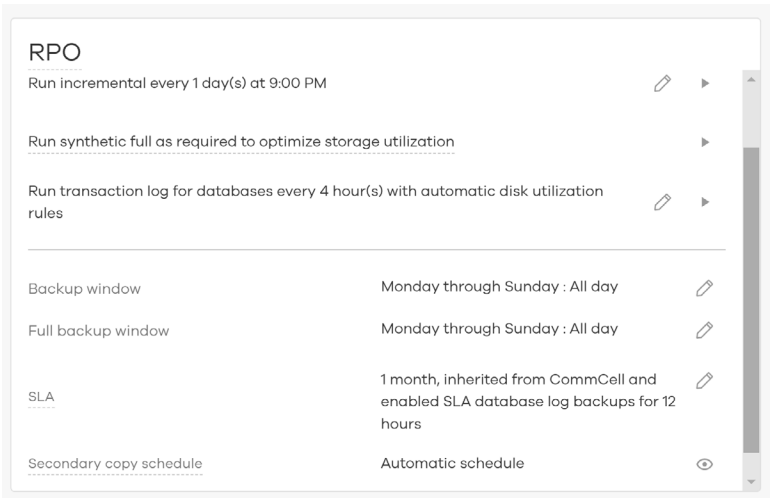 RPO
Run incremental every 1 day(s) at 9:00 PM
Run synthetic full as required to optimize storage utilization
Run transaction log for databases every 4 hour(s) with automatic disk utilization
rules
Backup window Monday through Sunday : All day
Full backup window Monday through Sunday : All day
SLA 1 month, inherited from CommCell and
enabled SLA database log backups for 12
hours
Secondary copy schedule Automatic schedule